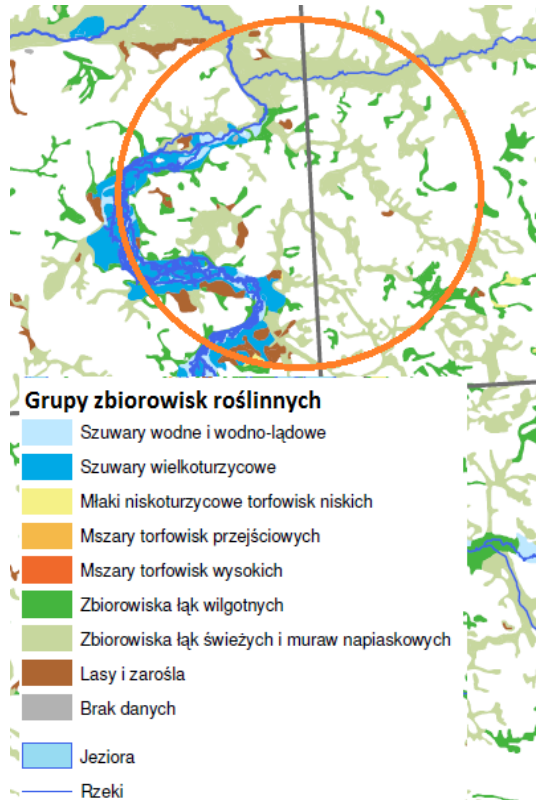 Grupy zbiorowisk roślinnych
Szuwary wodne i wodno-lądowe
Szuwary wielkoturzycowe
Młaki niskoturzycowe torfowisk niskich
Mszary torfowisk przejściowych
Mszary torfowisk wysokich
Zbiorowiska łąk wilgotnych
Zbiorowiska łąk świeżych i muraw napiaskowych
Lasy i zarośla
Brak danych
Jeziora
Rzeki